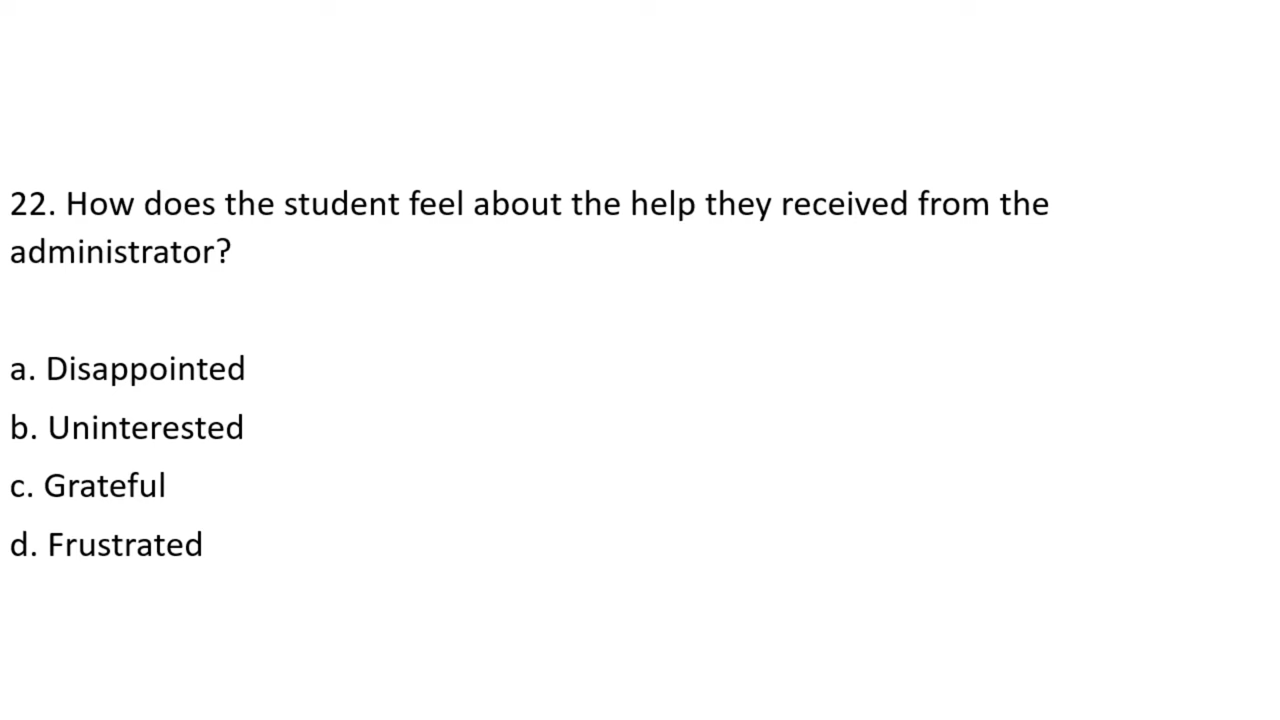 22. How does the student feel about the help they received from the
administrator?
a. Disappointed
b. Uninterested
c. Grateful
d. Frustrated